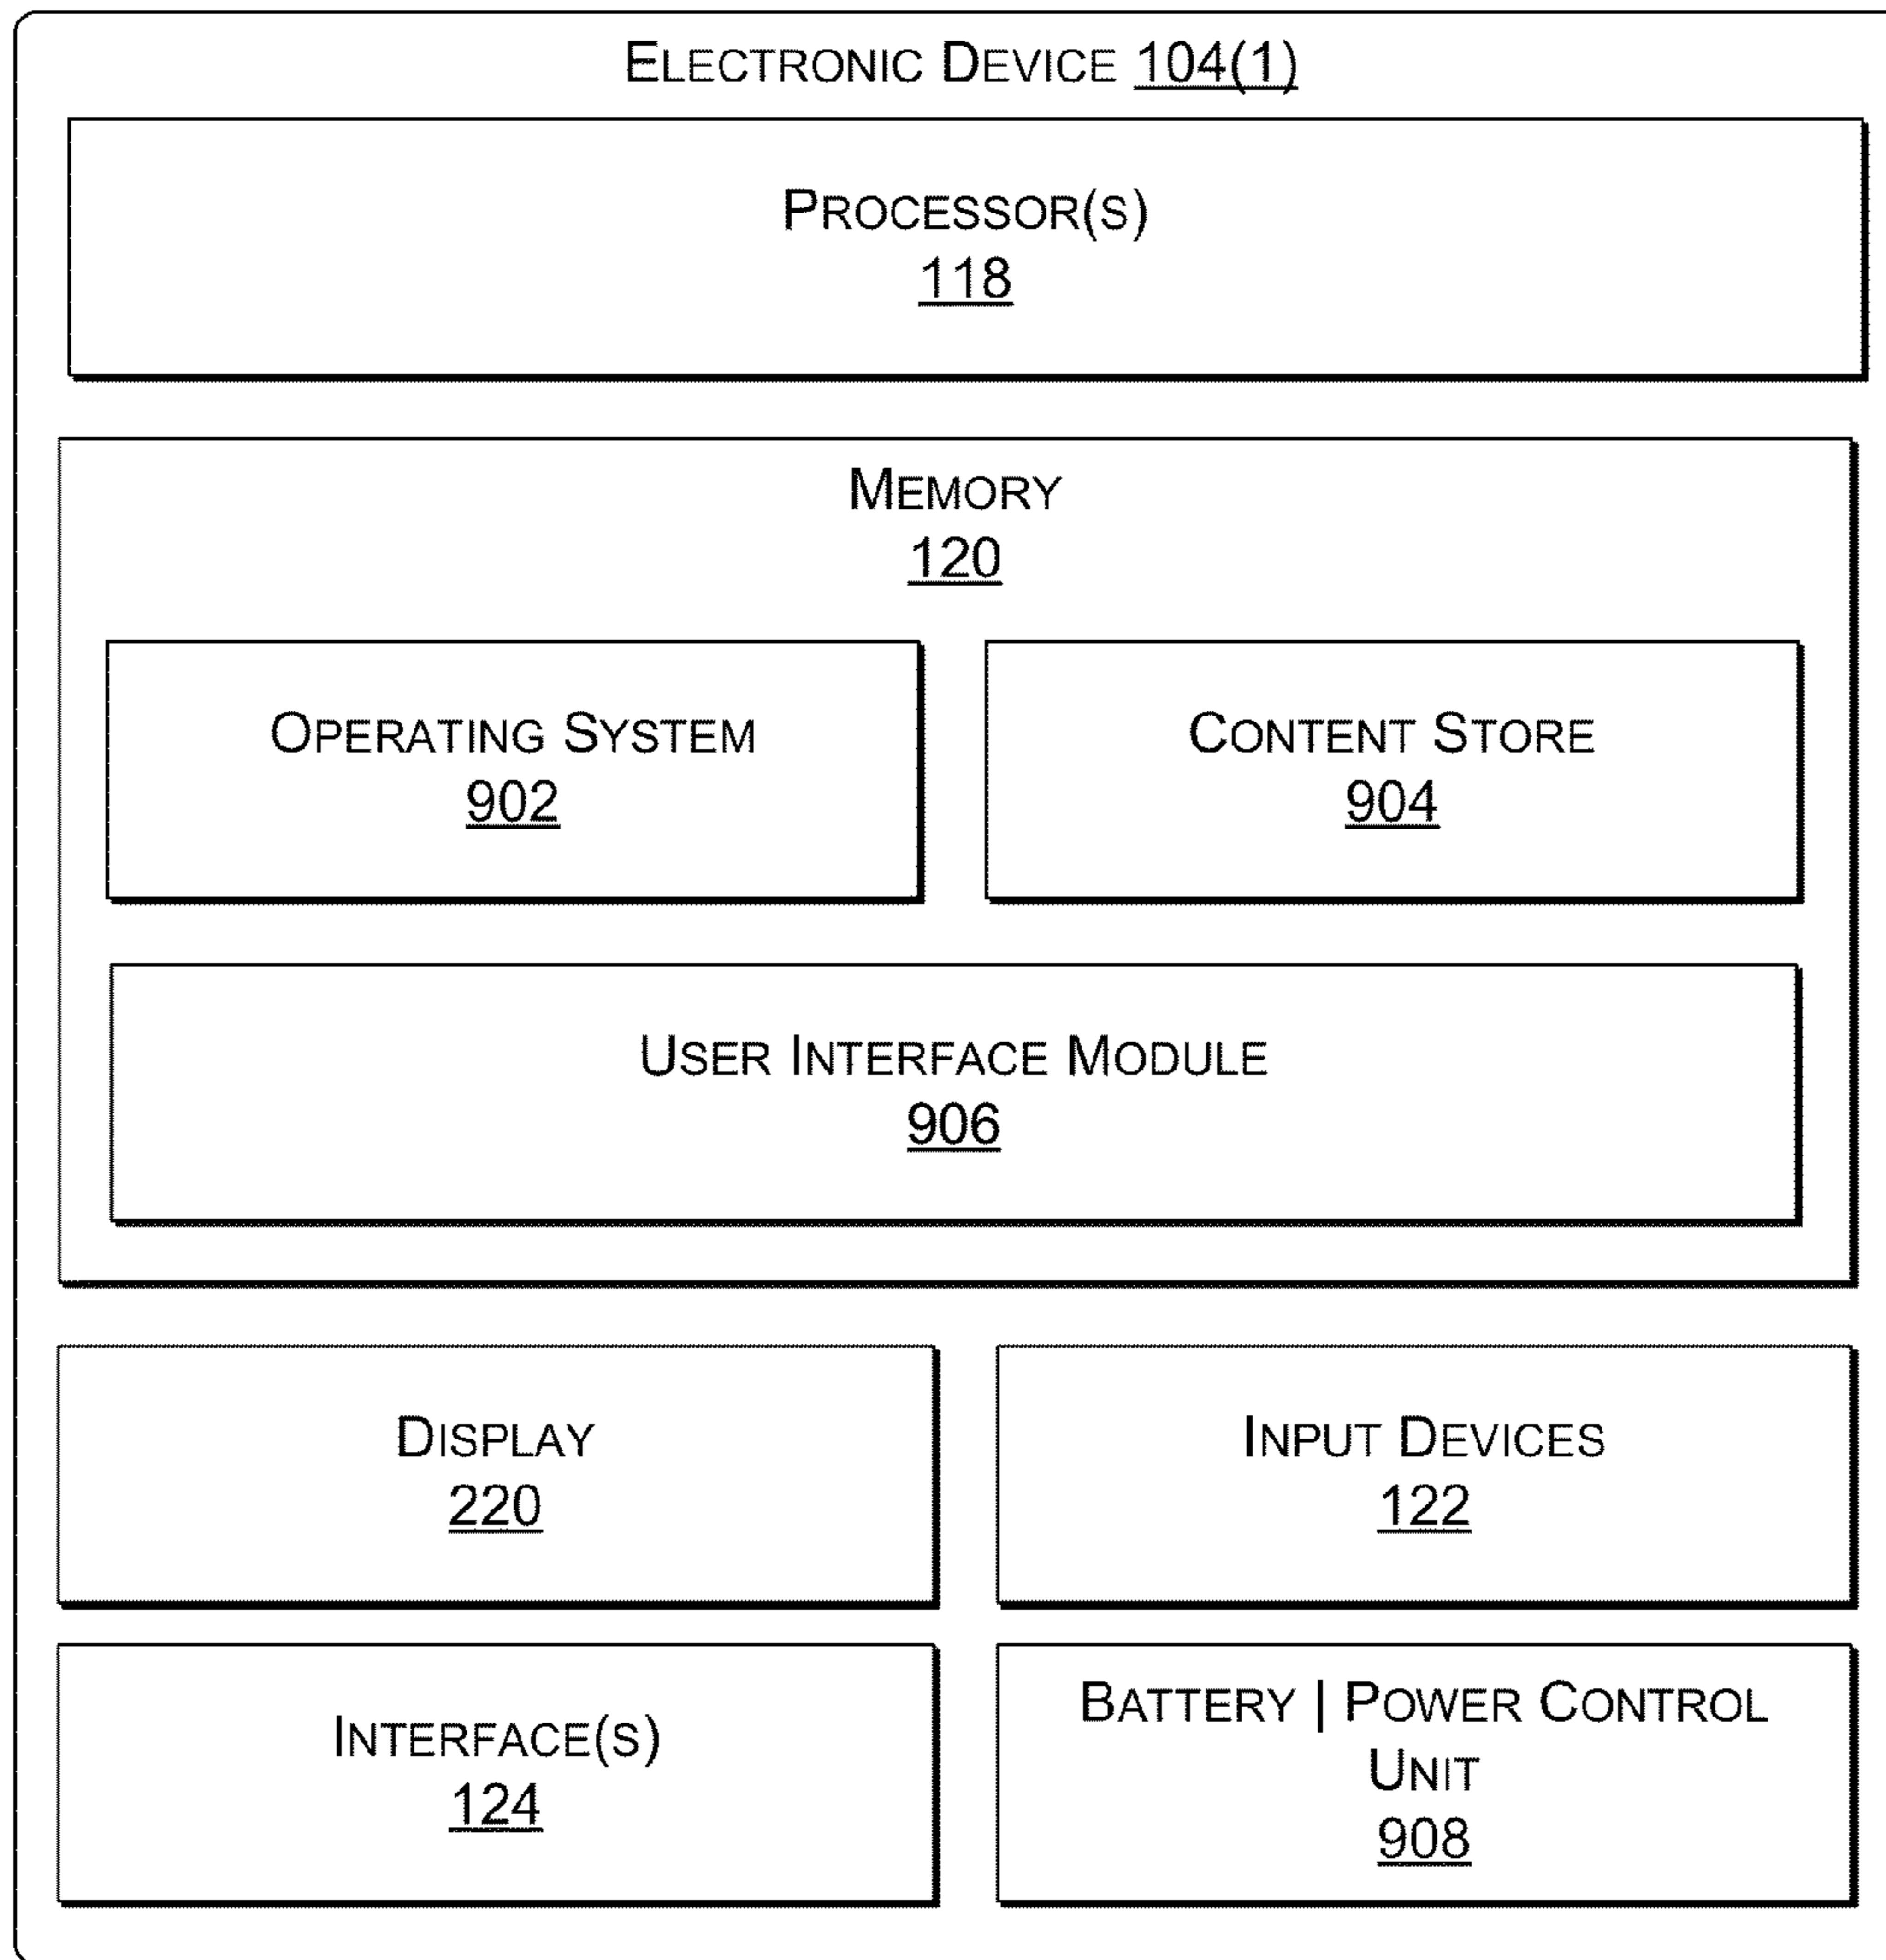 ELECTRONIC DEVICE 104(1)
PROCESSOR(S)
118
MEMORY
120
OPERATING SYSTEM
902
CONTENT STORE
904
USER INTERFACE MODULE
906
DISPLAY
220
INPUT DEVICES
122
INTERFACE(S)
124
BATTERY | POWER CONTROL
UNIT
908